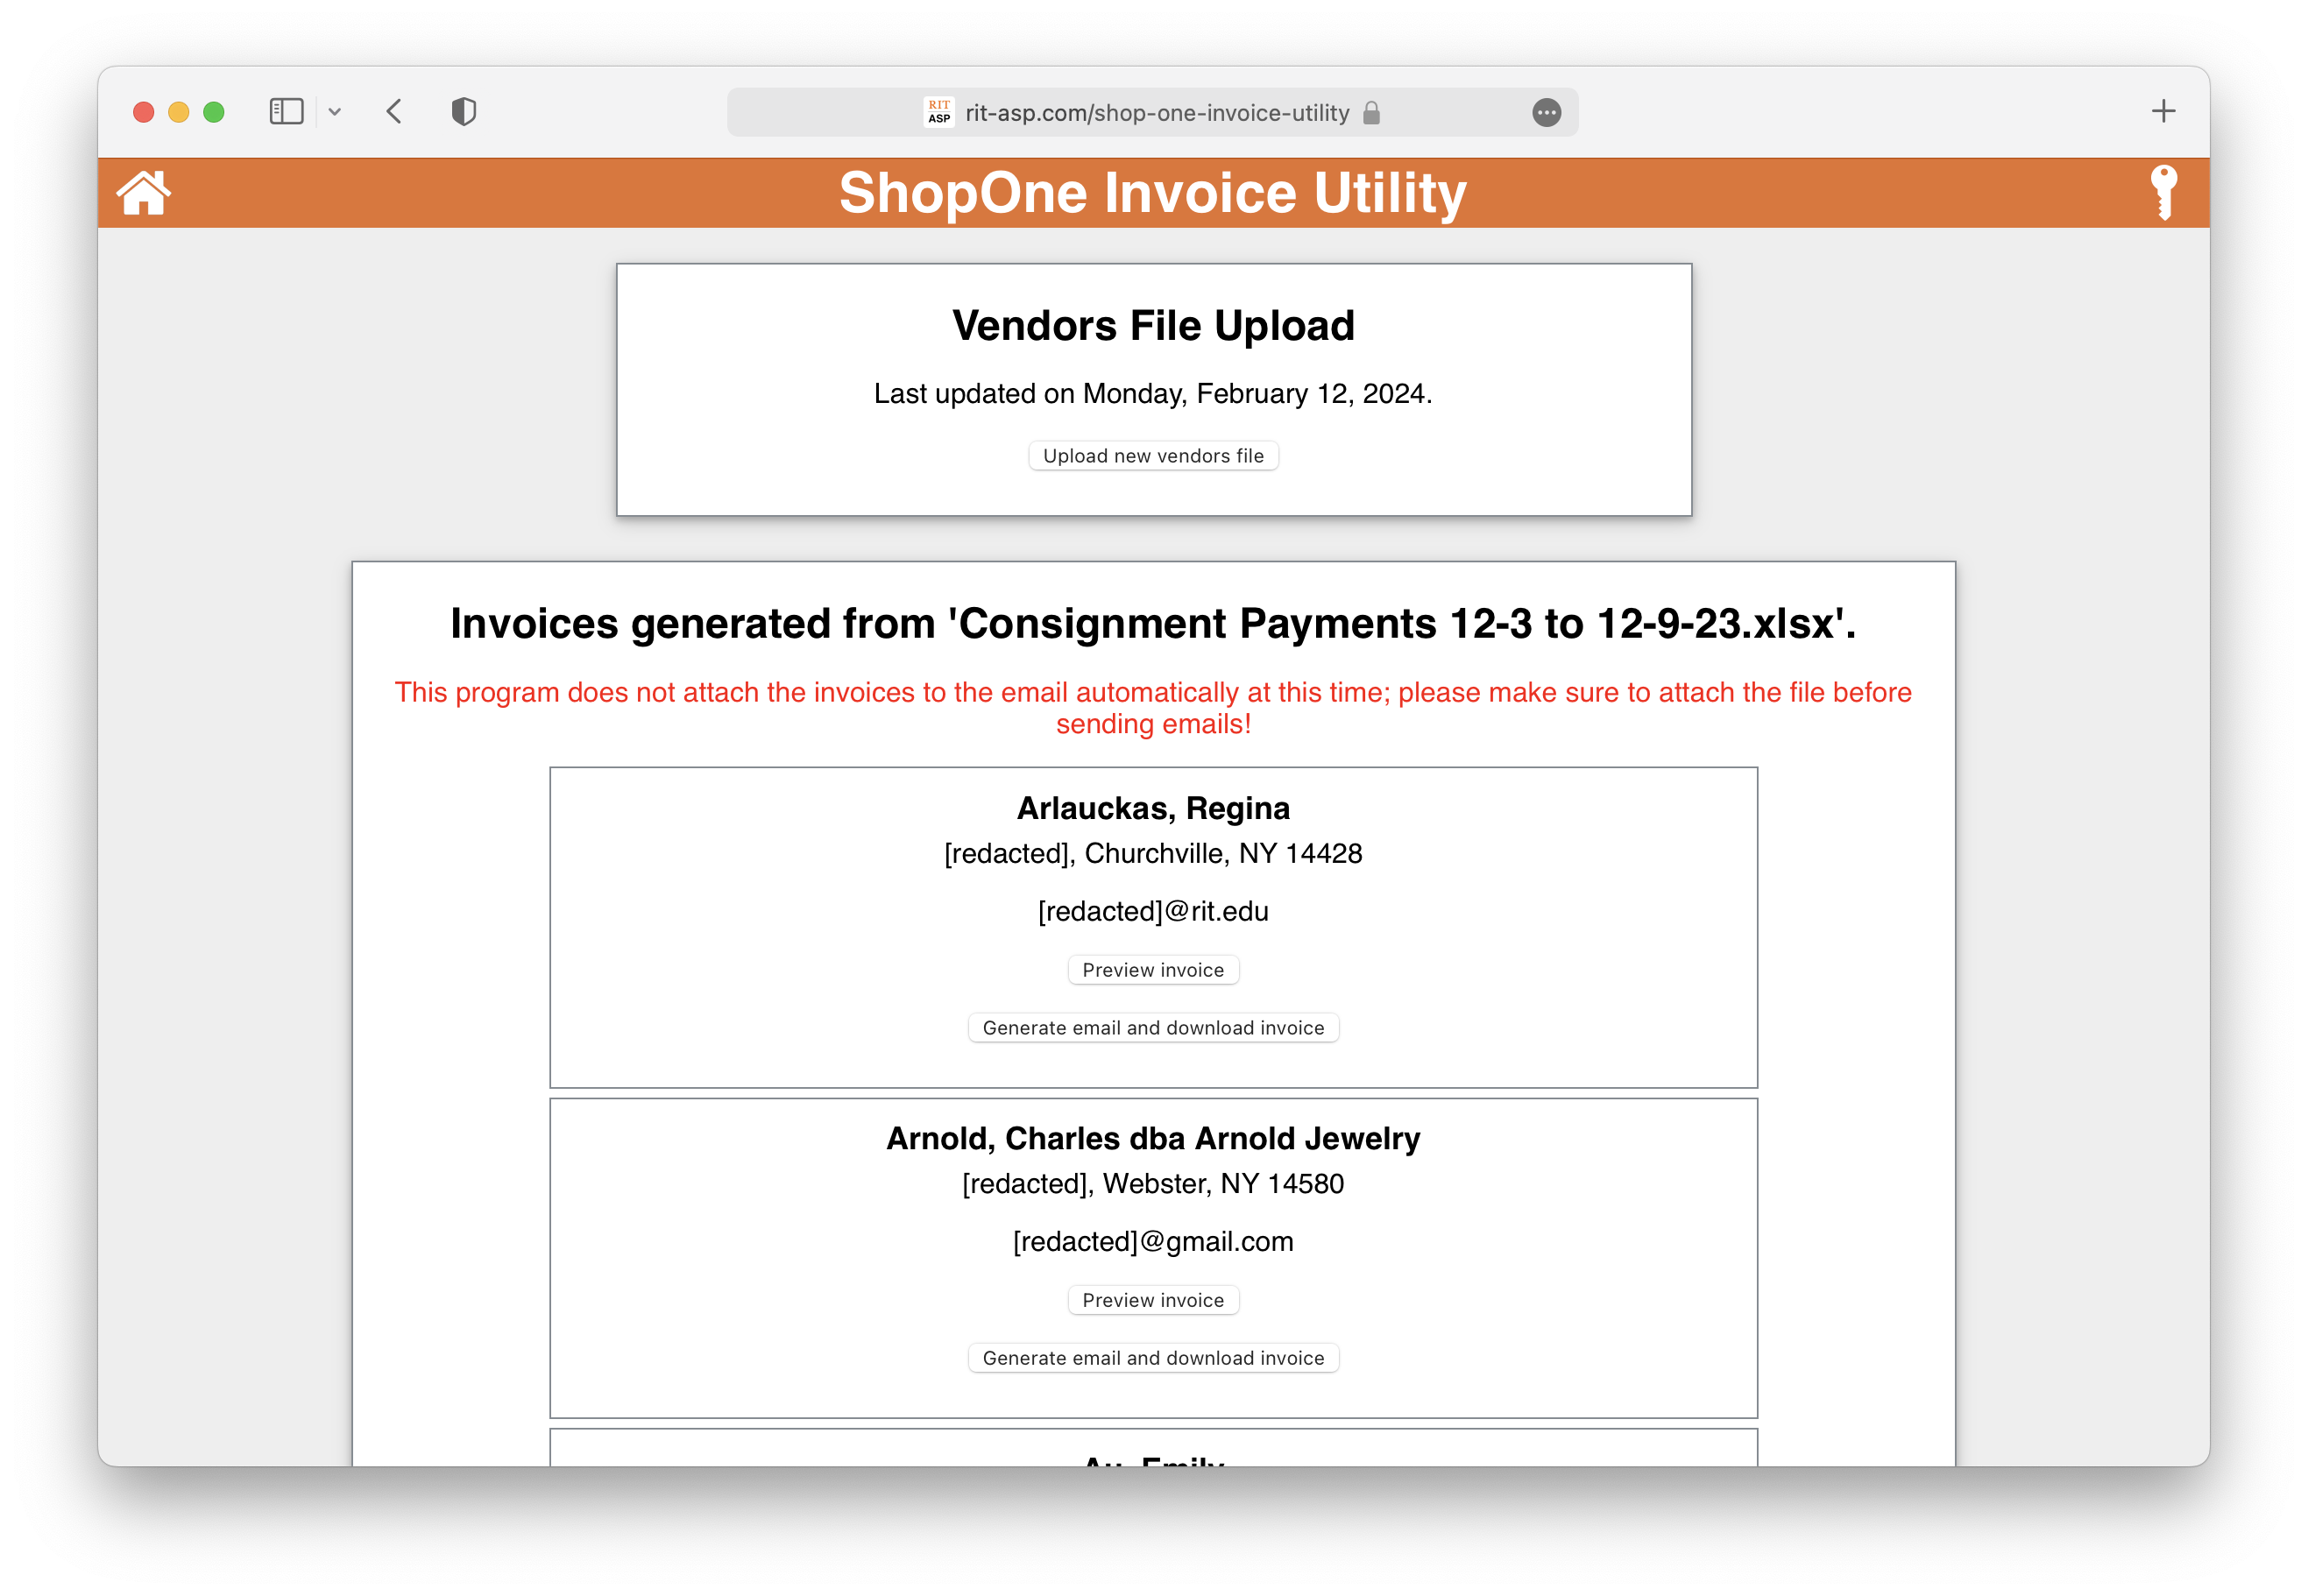 RIT
ASP
rit-asp.com/shop-one-invoice-utility
ShopOne Invoice Utility
Vendors File Upload
Last updated on Monday, February 12, 2024.
Upload new vendors file
Invoices generated from 'Consignment Payments 12-3 to 12-9-23.xlsx'.
This program does not attach the invoices to the email automatically at this time; please make sure to attach the file before
sending emails!
Arlauckas, Regina
[redacted], Churchville, NY 14428
[redacted]@rit.edu
Preview invoice
Generate email and download invoice
Arnold, Charles dba Arnold Jewelry
[redacted], Webster, NY 14580
[redacted]@gmail.com
Preview invoice
Generate email and download invoice
Au, Emily